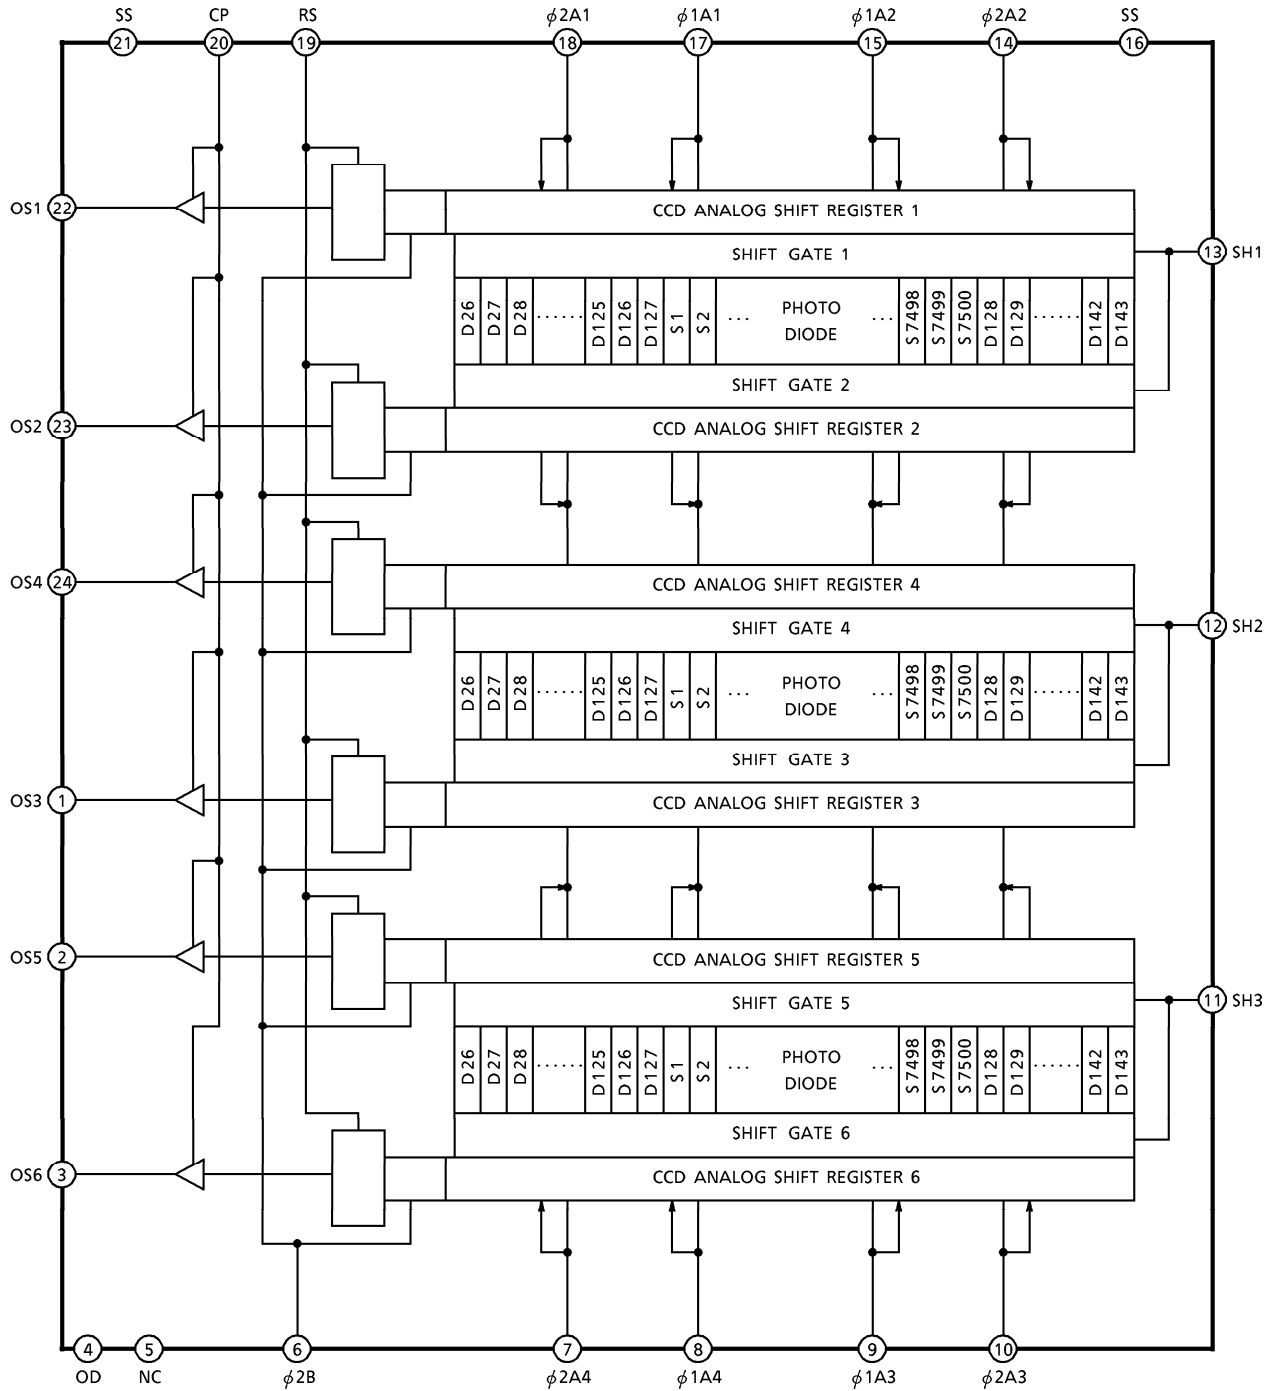 SS CP RS ϕ2A1 ϕ1A1 ϕ1A2 ϕ2A2 SS
21 20 19 18 17 15 14 16
OS1 22
CCD ANALOG SHIFT REGISTER 1
SHIFT GATE 1
13 SH1
D26 D27 D28 ...... D125 D126 D127 S1 S2 ... PHOTO DIODE ... S7498 S7499 S7500 D128 D129 ...... D142 D143
SHIFT GATE 2
OS2 23
CCD ANALOG SHIFT REGISTER 2
OS4 24
CCD ANALOG SHIFT REGISTER 4
SHIFT GATE 4
12 SH2
D26 D27 D28 ...... D125 D126 D127 S1 S2 ... PHOTO DIODE ... S7498 S7499 S7500 D128 D129 ...... D142 D143
SHIFT GATE 3
OS3 1
CCD ANALOG SHIFT REGISTER 3
OS5 2
CCD ANALOG SHIFT REGISTER 5
SHIFT GATE 5
11 SH3
D26 D27 D28 ...... D125 D126 D127 S1 S2 ... PHOTO DIODE ... S7498 S7499 S7500 D128 D129 ...... D142 D143
SHIFT GATE 6
OS6 3
CCD ANALOG SHIFT REGISTER 6
4 5 6 7 8 9 10
OD NC ϕ2B ϕ2A4 ϕ1A4 ϕ1A3 ϕ2A3